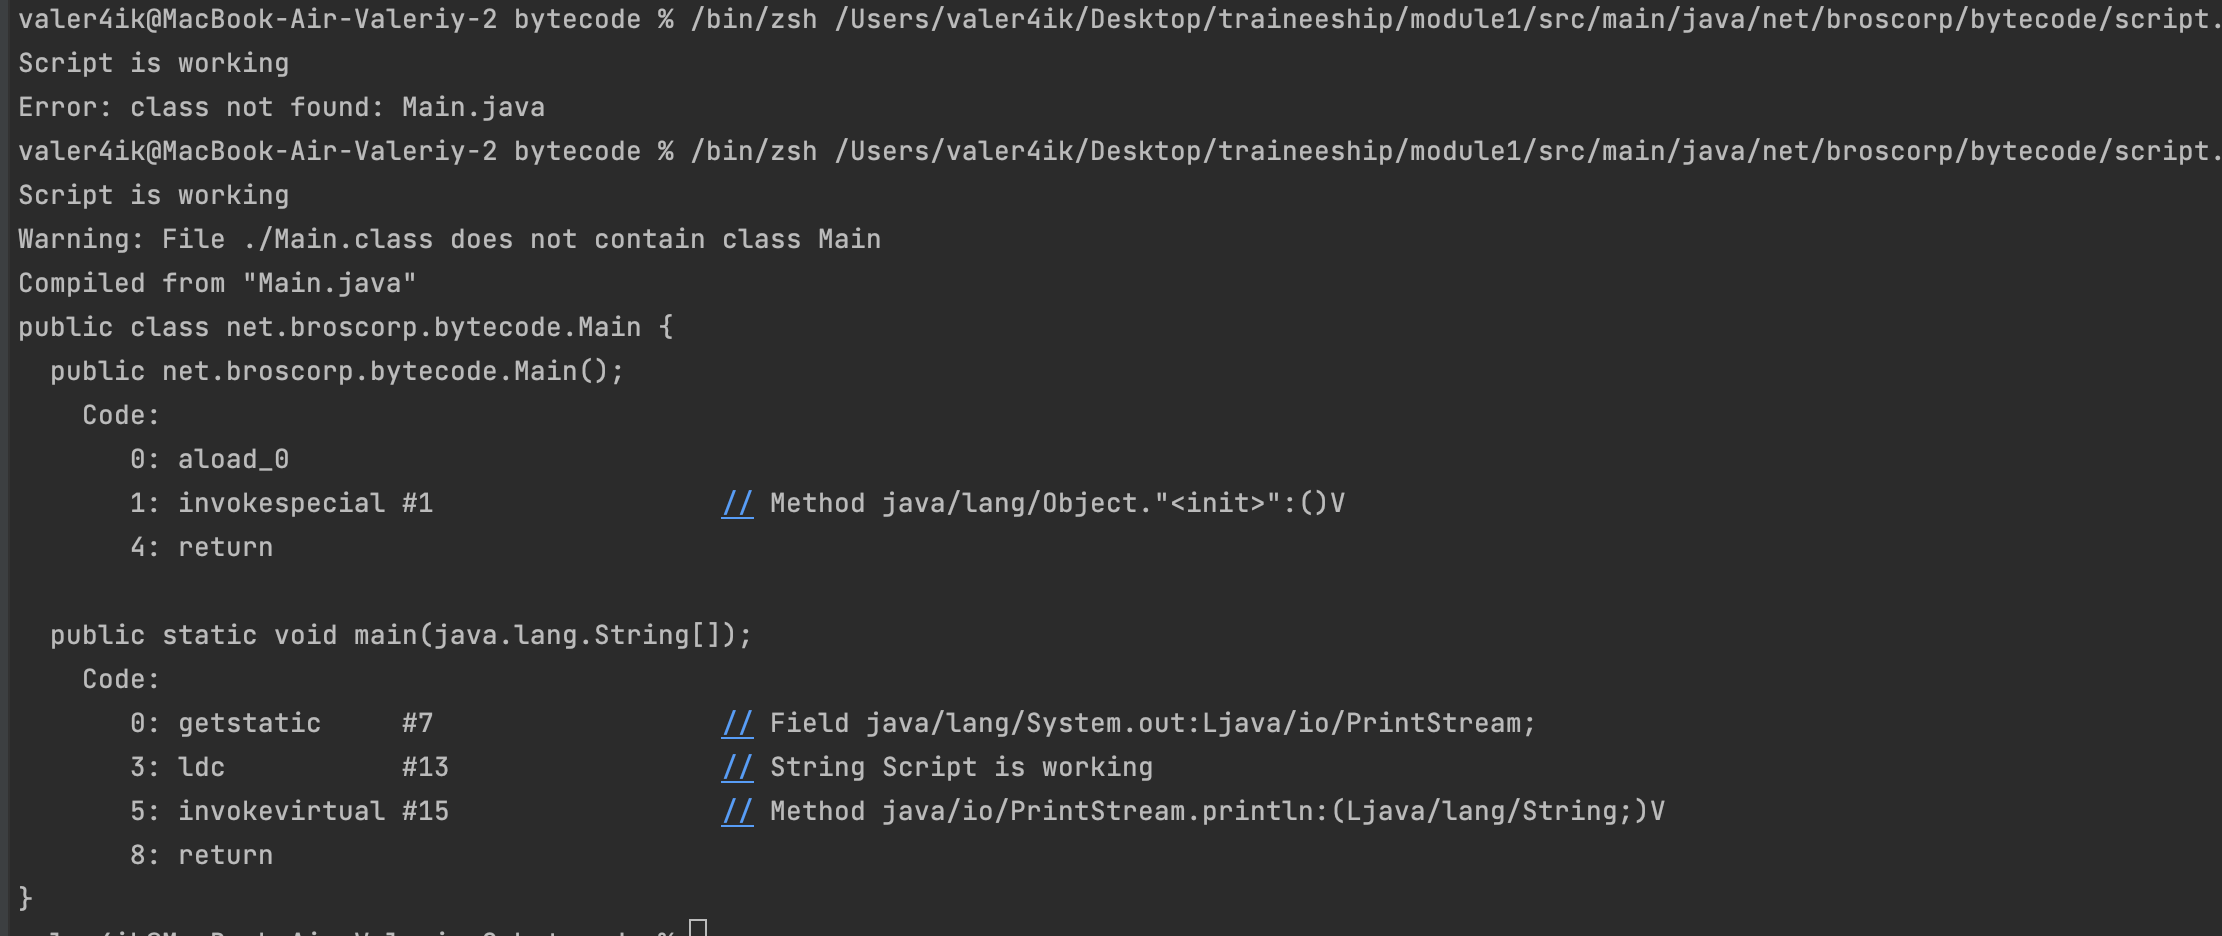 valer4ik@MacBook-Air-Valeriy-2 bytecode % /bin/zsh /Users/valer4ik/Desktop/traineeship/module1/src/main/java/net/broscorp/bytecode/script.
Script is working
Error: class not found: Main.java
valer4ik@MacBook-Air-Valeriy-2 bytecode % /bin/zsh /Users/valer4ik/Desktop/traineeship/module1/src/main/java/net/broscorp/bytecode/script.
Script is working
Warning: File ./Main.class does not contain class Main
Compiled from "Main.java"
public class net.broscorp.bytecode.Main {
  public net.broscorp.bytecode.Main();
    Code:
       0: aload_0
       1: invokespecial #1                  // Method java/lang/Object."<init>":()V
       4: return

  public static void main(java.lang.String[]);
    Code:
       0: getstatic     #7                  // Field java/lang/System.out:Ljava/io/PrintStream;
       3: ldc           #13                 // String Script is working
       5: invokevirtual #15                 // Method java/io/PrintStream.println:(Ljava/lang/String;)V
       8: return
}